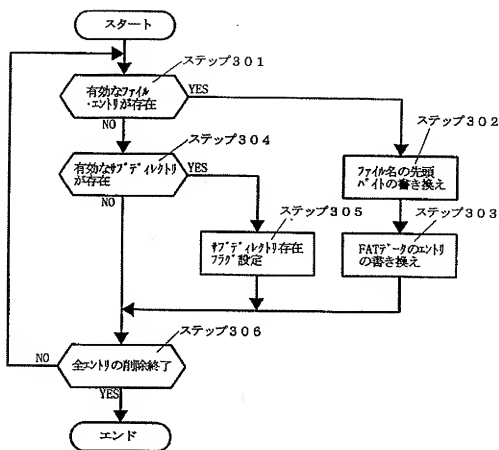 スタート
ステップ301
有効なファイル
・エントリが存在
YES
NO
ステップ302
ファイル名の先頭
バイトの書き換え
ステップ304
有効なサブディレクトリ
が存在
YES
NO
ステップ303
FATデータのエントリ
の書き換え
ステップ305
サブディレクトリ存在
フラグ設定
ステップ306
全エントリの削除終了
NO
YES
エンド